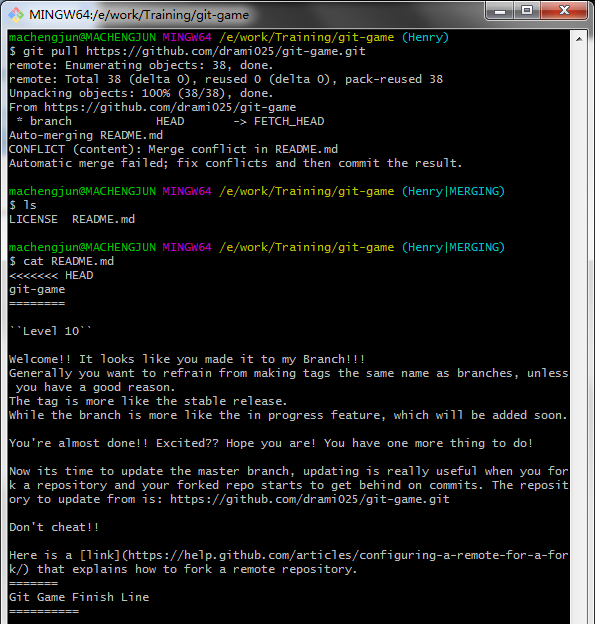 MINGW64:/e/work/Training/git-game
machengjun@MACHENGJUN MINGW64 /e/work/Training/git-game (Henry)
$ git pull https://github.com/drami025/git-game.git
remote: Enumerating objects: 38, done.
remote: Total 38 (delta 0), reused 0 (delta 0), pack-reused 38
Unpacking objects: 100% (38/38), done.
From https://github.com/drami025/git-game
 * branch            HEAD       -> FETCH_HEAD
Auto-merging README.md
CONFLICT (content): Merge conflict in README.md
Automatic merge failed; fix conflicts and then commit the result.
machengjun@MACHENGJUN MINGW64 /e/work/Training/git-game (Henry|MERGING)
$ ls
LICENSE  README.md
machengjun@MACHENGJUN MINGW64 /e/work/Training/git-game (Henry|MERGING)
$ cat README.md
<<<<<<< HEAD
git-game
========
``Level 10``
Welcome!! It looks like you made it to my Branch!!!
Generally you want to refrain from making tags the same name as branches, unless
 you have a good reason.
The tag is more like the stable release.
While the branch is more like the in progress feature, which will be added soon.
You're almost done!! Excited?? Hope you are! You have one more thing to do!
Now its time to update the master branch, updating is really useful when you for
k a repository and your forked repo starts to get behind on commits. The reposit
ory to update from is: https://github.com/drami025/git-game.git
Don't cheat!!
Here is a [link](https://help.github.com/articles/configuring-a-remote-for-a-for
k/) that explains how to fork a remote repository.
=======
Git Game Finish Line
==========